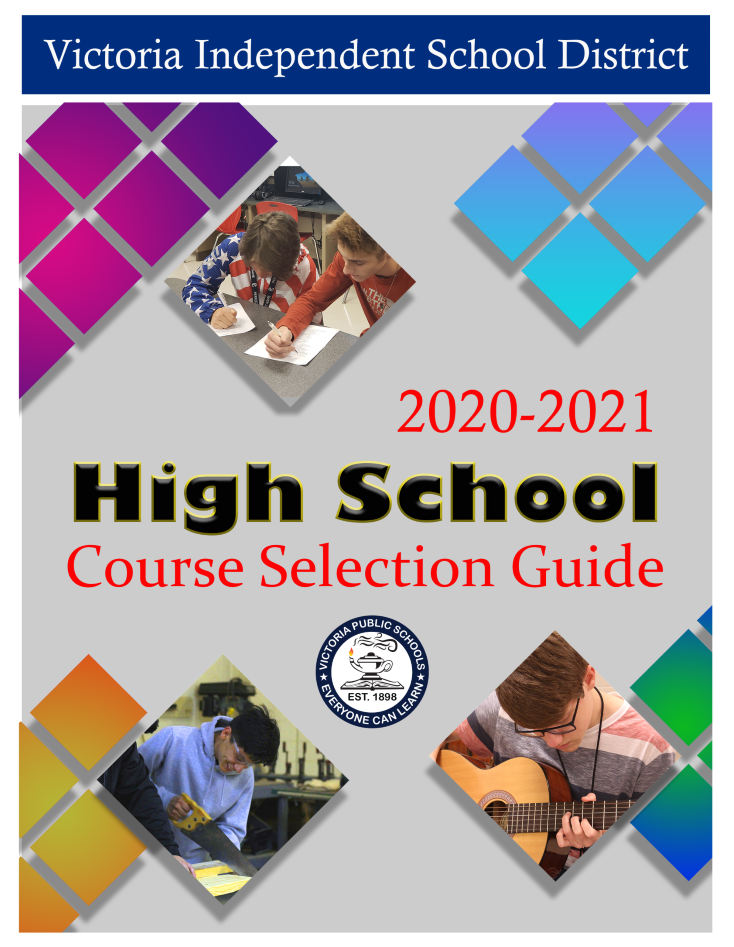 Victoria Independent School District
2020-2021
High School
Course Selection Guide
VICTORIA PUBLIC SCHOOLS
EST. 1898
EVERYONE CAN LEARN